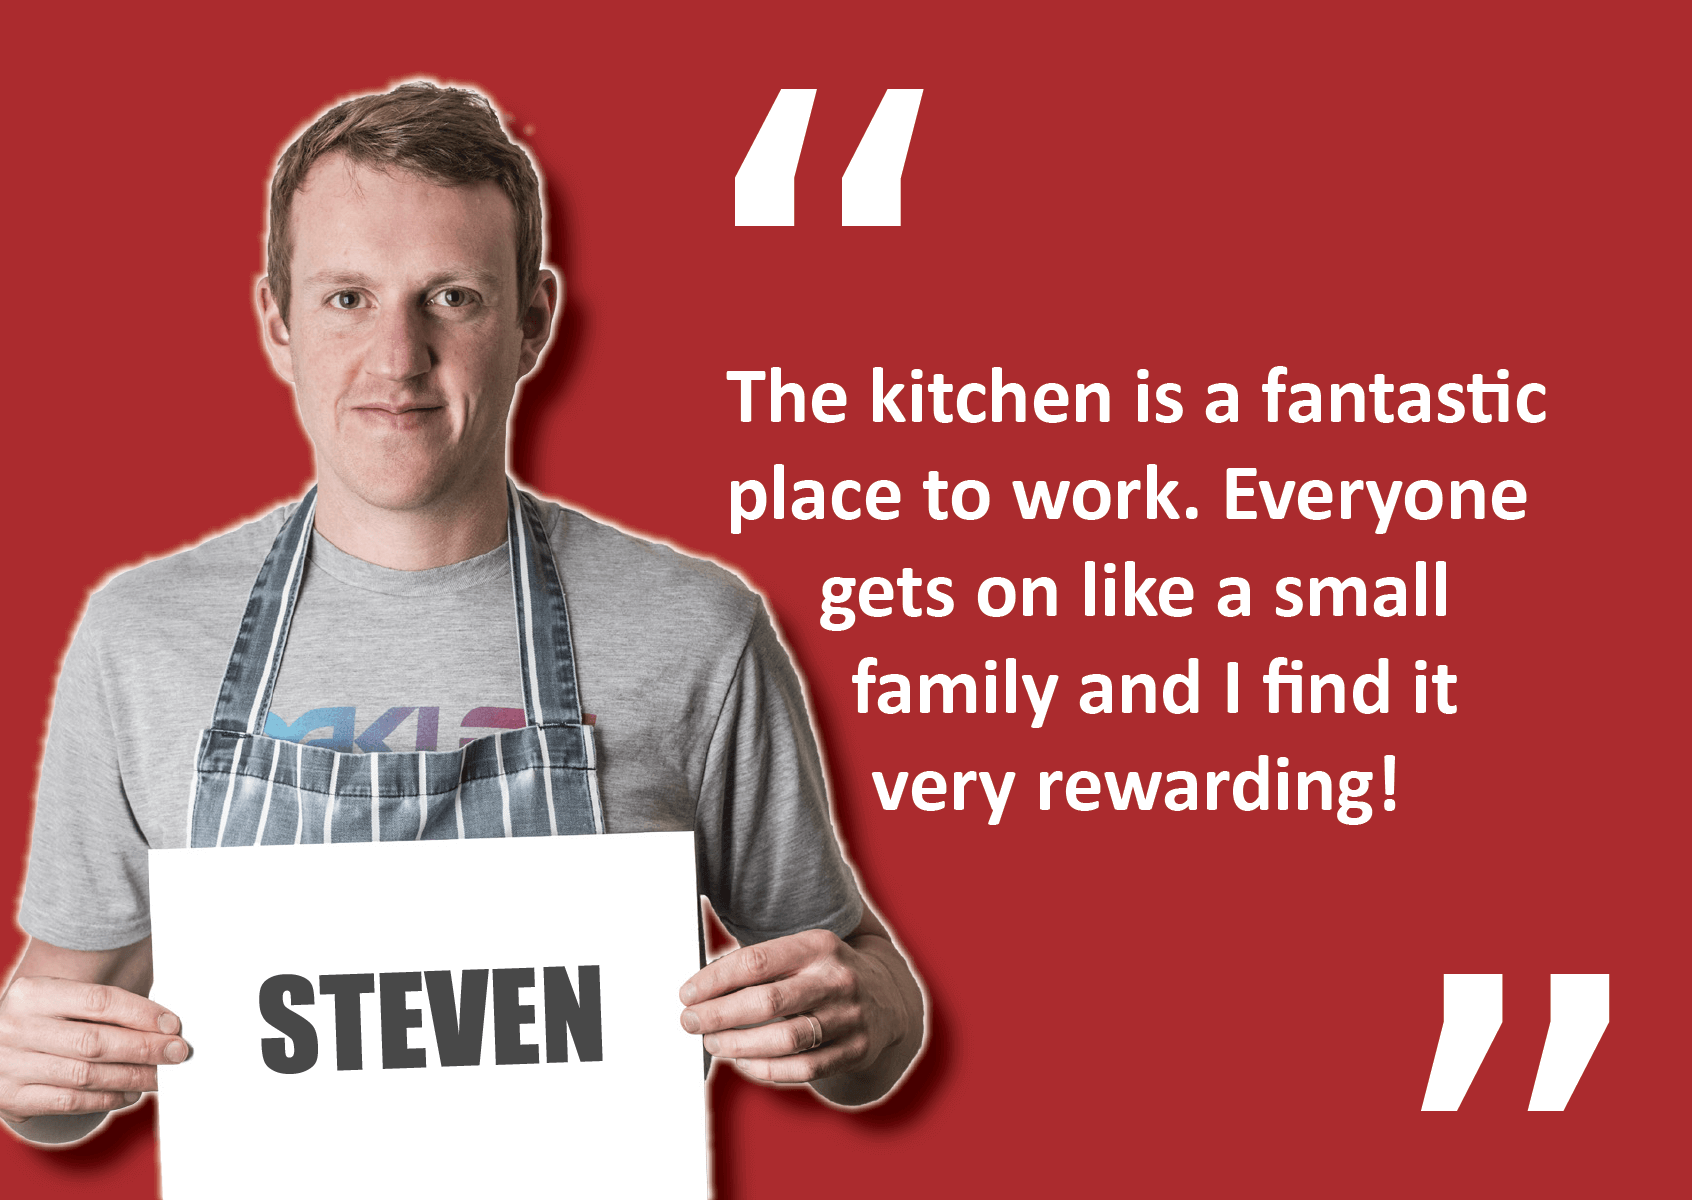 “
The kitchen is a fantastic
place to work. Everyone
gets on like a small
family and I find it
very rewarding!
”
STEVEN